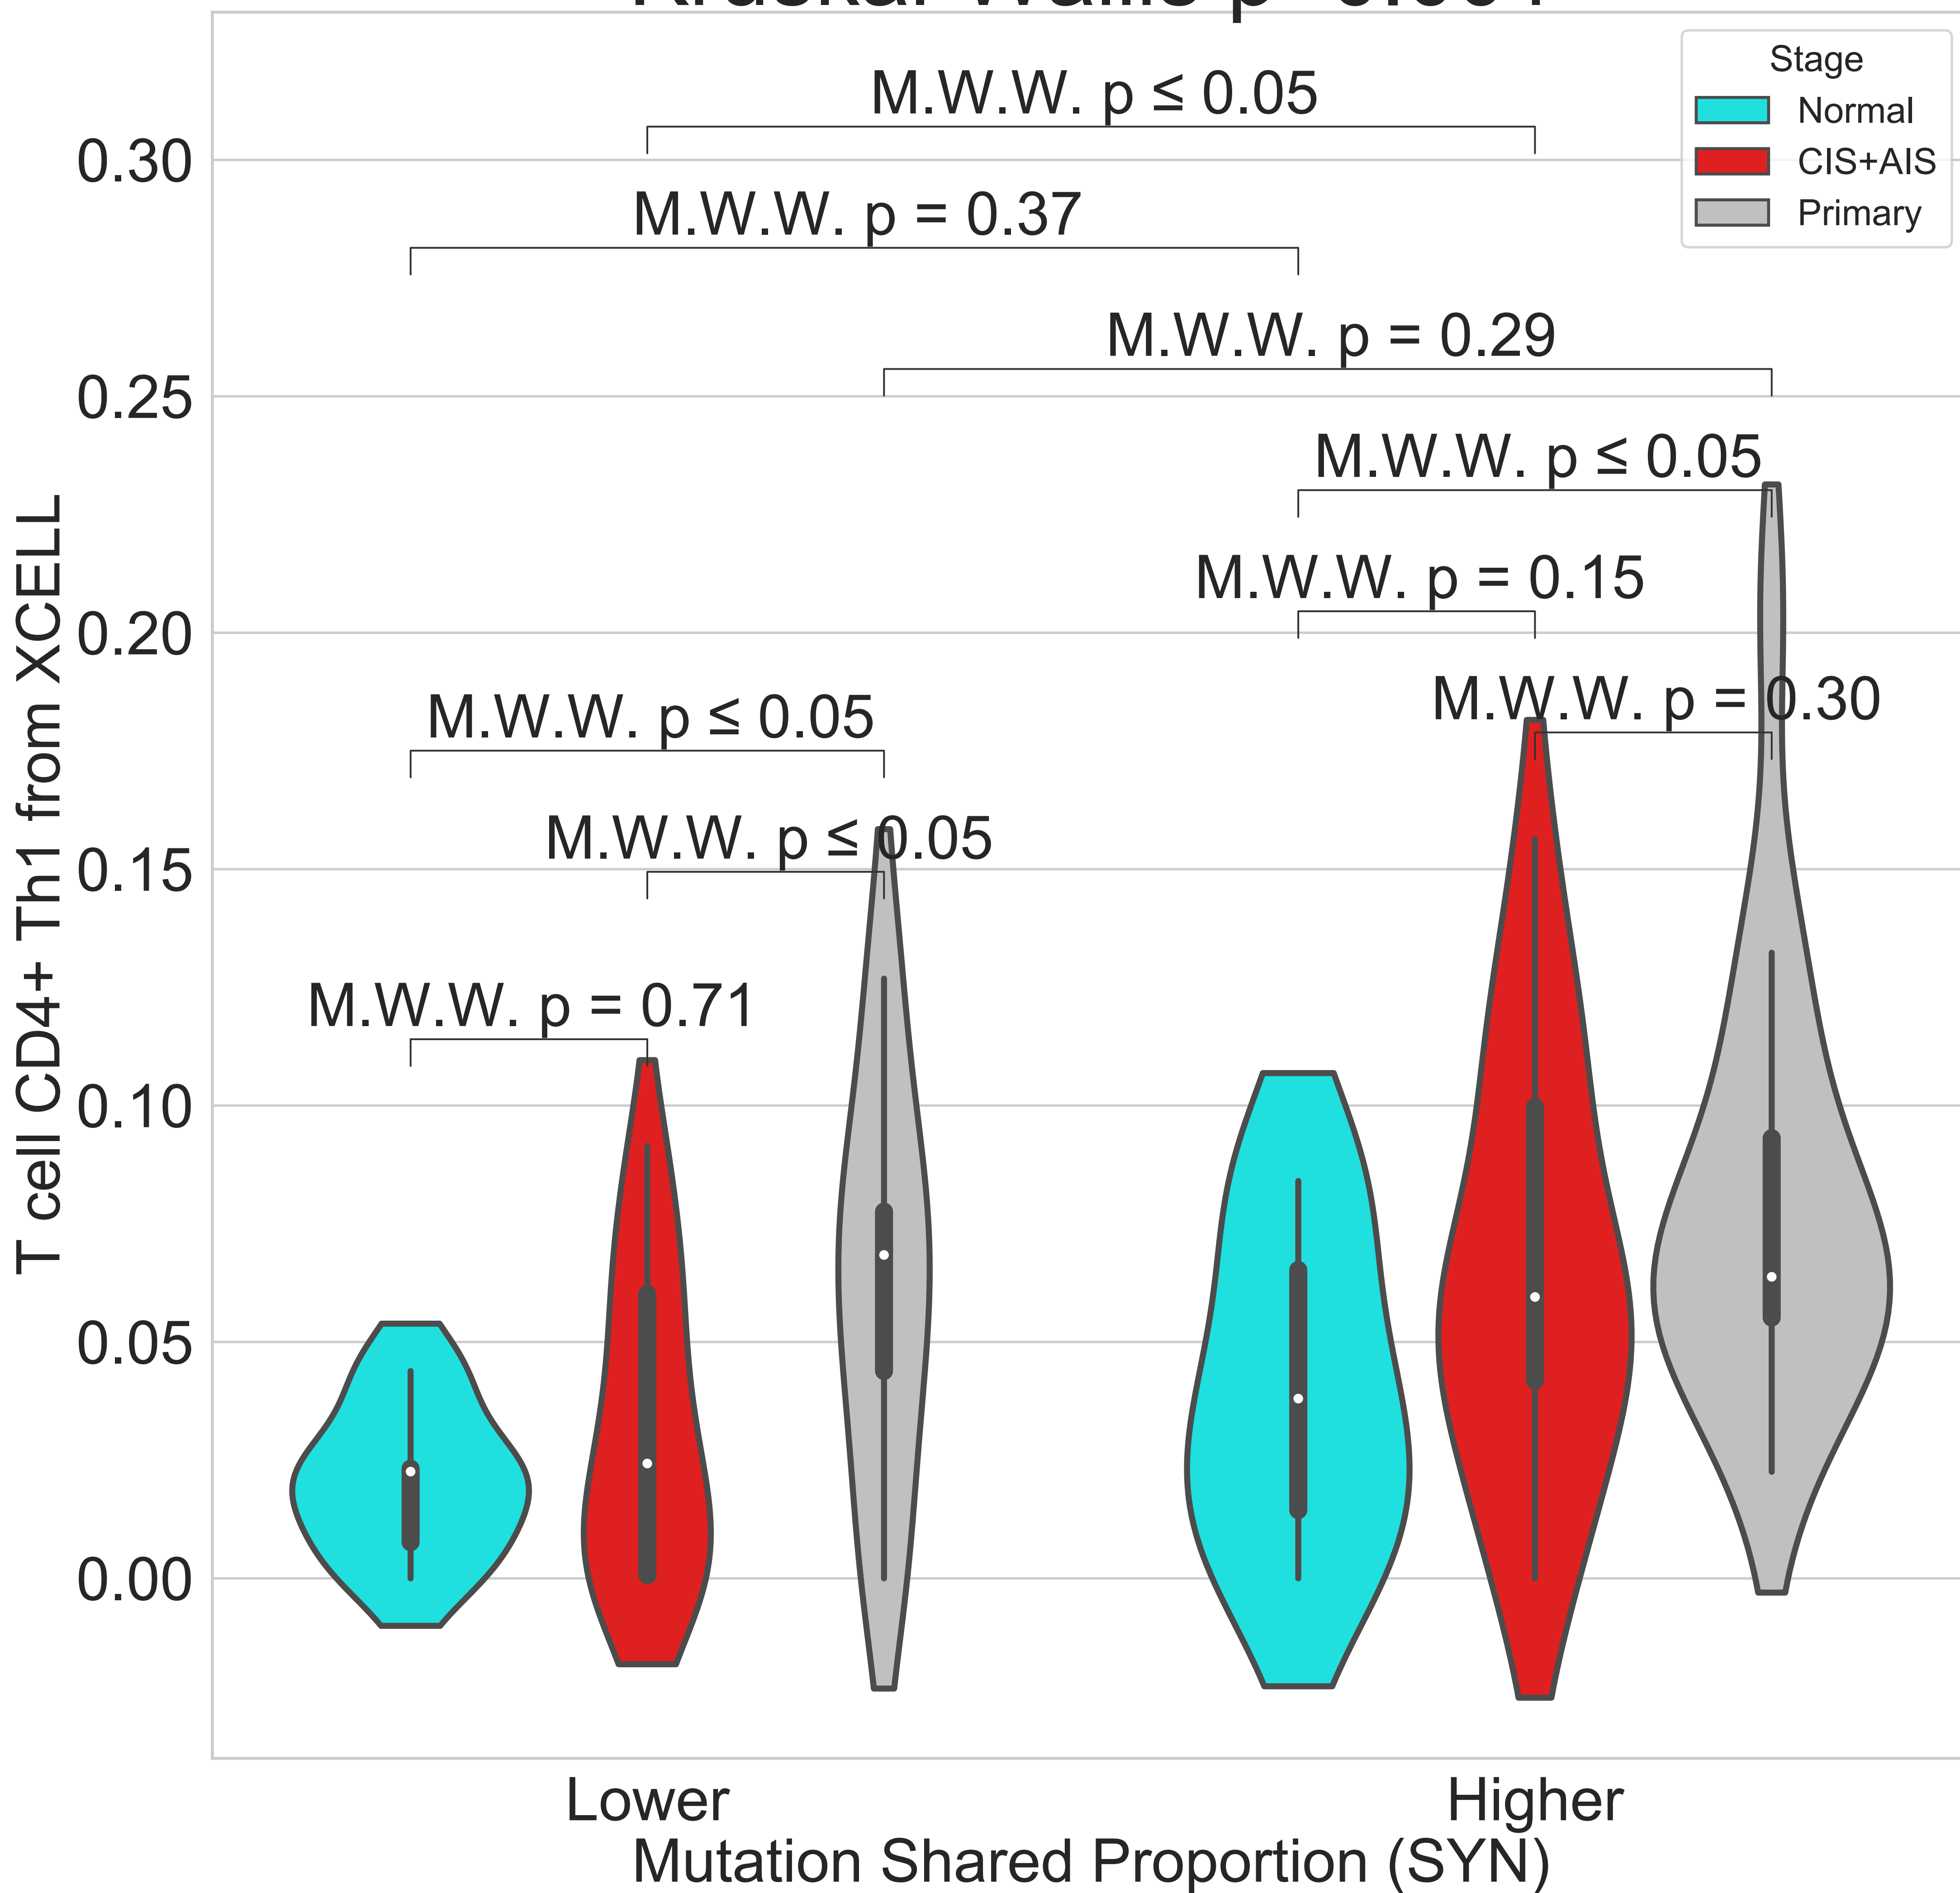 Stage
Normal
CIS+AIS
Primary
M.W.W. p ≤ 0.05
M.W.W. p = 0.37
M.W.W. p = 0.29
M.W.W. p ≤ 0.05
M.W.W. p = 0.15
M.W.W. p = 0.30
M.W.W. p ≤ 0.05
M.W.W. p ≤ 0.05
M.W.W. p = 0.71
T cell CD4+ Th1 from XCELL
0.30
0.25
0.20
0.15
0.10
0.05
0.00
Lower
Higher
Mutation Shared Proportion (SYN)